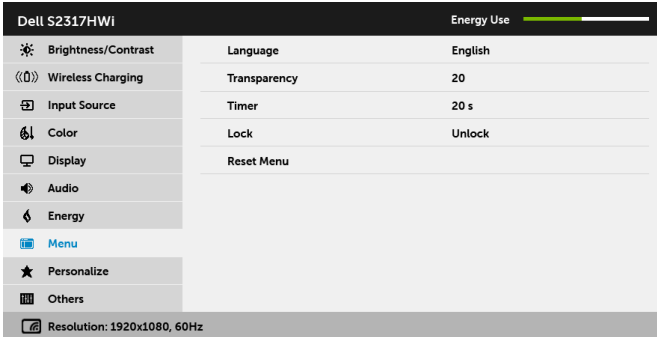 Dell S2317HWi Energy Use
Brightness/Contrast Language English
Wireless Charging Transparency 20
Input Source Timer 20 s
Color Lock Unlock
Display Reset Menu
Audio
Energy
Menu
Personalize
Others
Resolution: 1920x1080, 60Hz